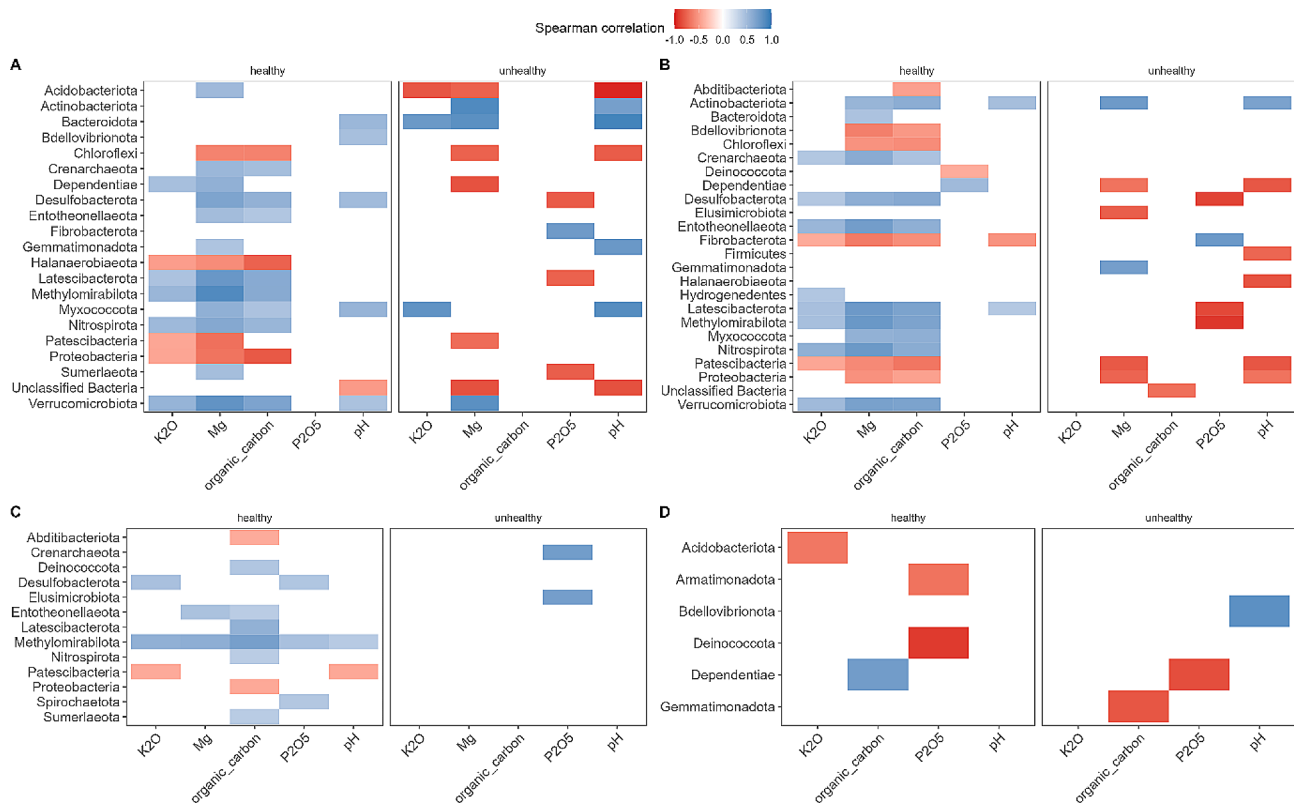 Spearman correlation
-1.0 -0.5 0.0 0.5 1.0
A
healthy
unhealthy
Acidobacteriota
Actinobacteriota
Bacteroidota
Bdellovibrionota
Chloroflexi
Crenarchaeota
Dependentiae
Desulfobacterota
Entotheonellaeota
Fibrobacterota
Gemmatimonadota
Halanaerobiaeota
Latescibacterota
Methylomirabilota
Myxococcota
Nitrospirota
Patescibacteria
Proteobacteria
Sumerlaeota
Unclassified Bacteria
Verrucomicrobiota
K2O
Mg
organic_carbon
P2O5
pH
K2O
Mg
organic_carbon
P2O5
pH
B
healthy
unhealthy
Abditibacteriota
Actinobacteriota
Bacteroidota
Bdellovibrionota
Chloroflexi
Crenarchaeota
Deinococcota
Dependentiae
Desulfobacterota
Elusimicrobiota
Entotheonellaeota
Fibrobacterota
Firmicutes
Gemmatimonadota
Halanaerobiaeota
Hydrogenedentes
Latescibacterota
Methylomirabilota
Myxococcota
Nitrospirota
Patescibacteria
Proteobacteria
Unclassified Bacteria
Verrucomicrobiota
K2O
Mg
organic_carbon
P2O5
pH
K2O
Mg
organic_carbon
P2O5
pH
C
healthy
unhealthy
Abditibacteriota
Crenarchaeota
Deinococcota
Desulfobacterota
Elusimicrobiota
Entotheonellaeota
Latescibacterota
Methylomirabilota
Nitrospirota
Patescibacteria
Proteobacteria
Spirochaetota
Sumerlaeota
K2O
Mg
organic_carbon
P2O5
pH
K2O
Mg
organic_carbon
P2O5
pH
D
healthy
unhealthy
Acidobacteriota
Armatimonadota
Bdellovibrionota
Deinococcota
Dependentiae
Gemmatimonadota
K2O
organic_carbon
P2O5
pH
K2O
organic_carbon
P2O5
pH